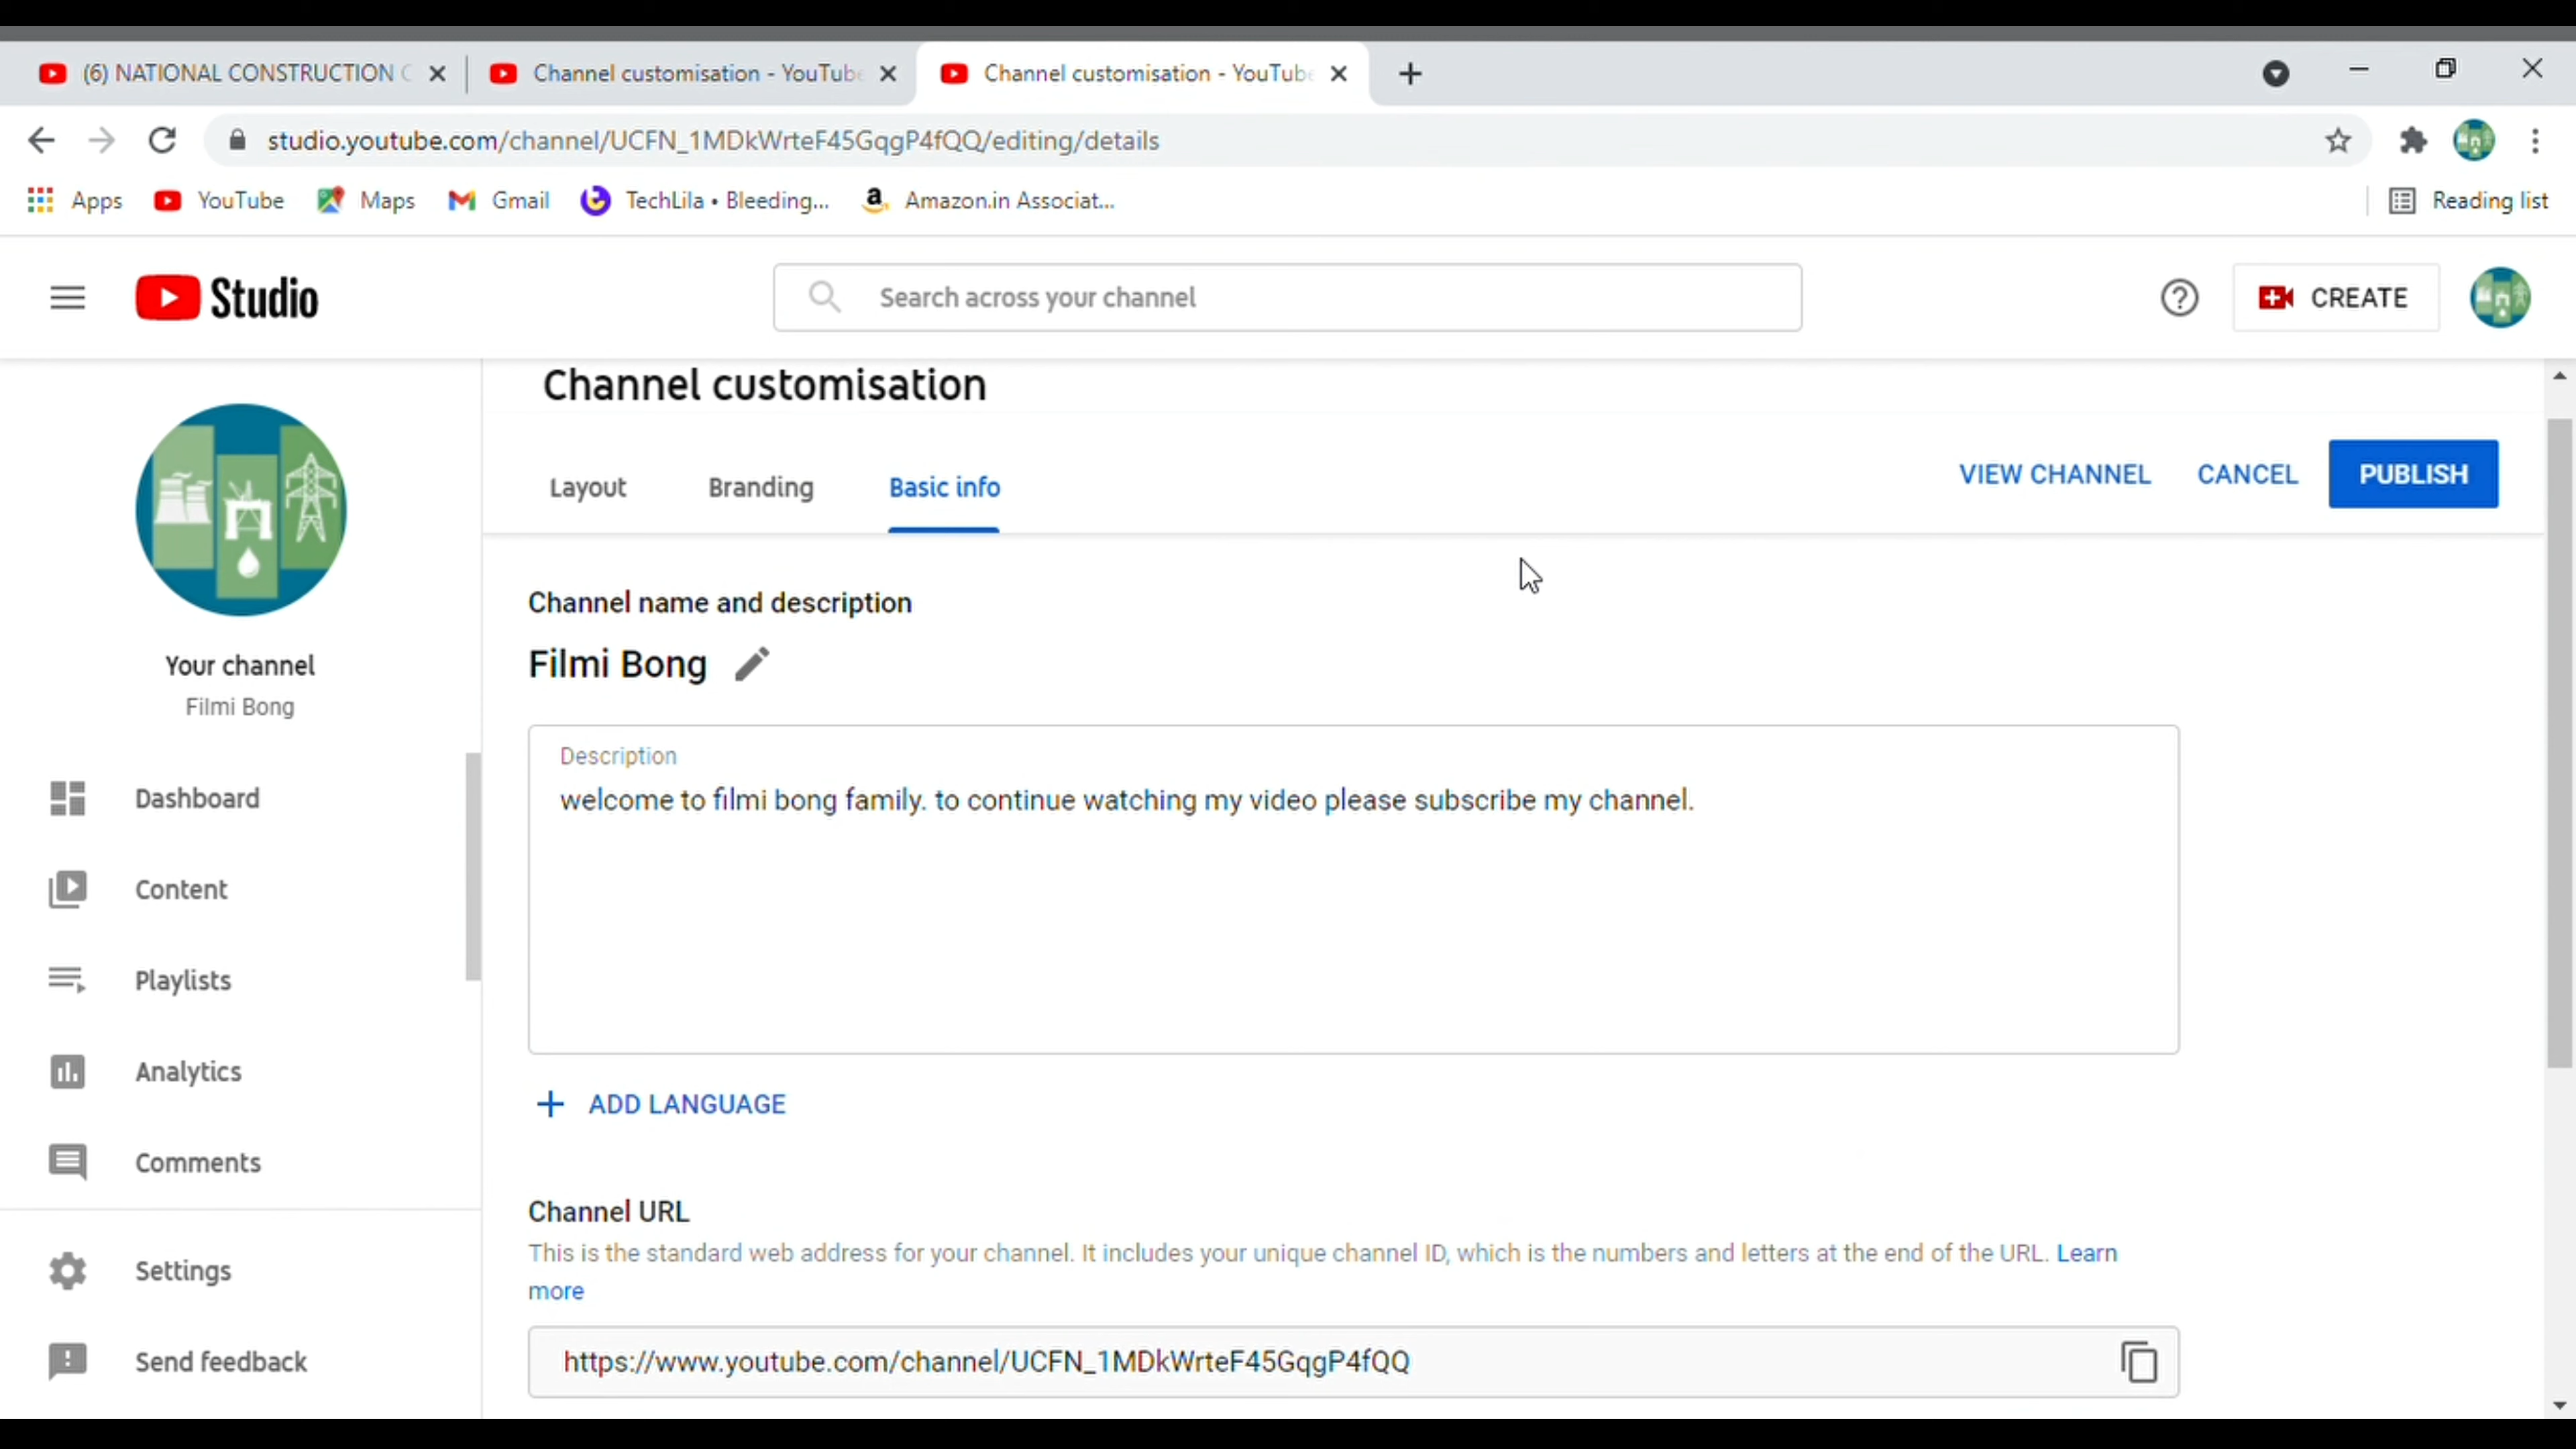 (6) NATIONAL CONSTRUCTION
Channel customisation - YouTube
Channel customisation - YouTube
studio.youtube.com/channel/UCFN_1MDkWrteF45GqgP4fQQ/editing/details
Apps
YouTube
Maps
Gmail
TechLila • Bleeding...
Amazon.in Associat...
Reading list
Studio
Search across your channel
CREATE
Channel customisation
Layout
Branding
Basic info
VIEW CHANNEL
CANCEL
PUBLISH
Your channel
Filmi Bong
Dashboard
Content
Playlists
Analytics
Comments
Settings
Send feedback
Channel name and description
Filmi Bong
Description
welcome to filmi bong family. to continue watching my video please subscribe my channel.
ADD LANGUAGE
Channel URL
This is the standard web address for your channel. It includes your unique channel ID, which is the numbers and letters at the end of the URL. Learn
more
https://www.youtube.com/channel/UCFN_1MDkWrteF45GqgP4fQQ